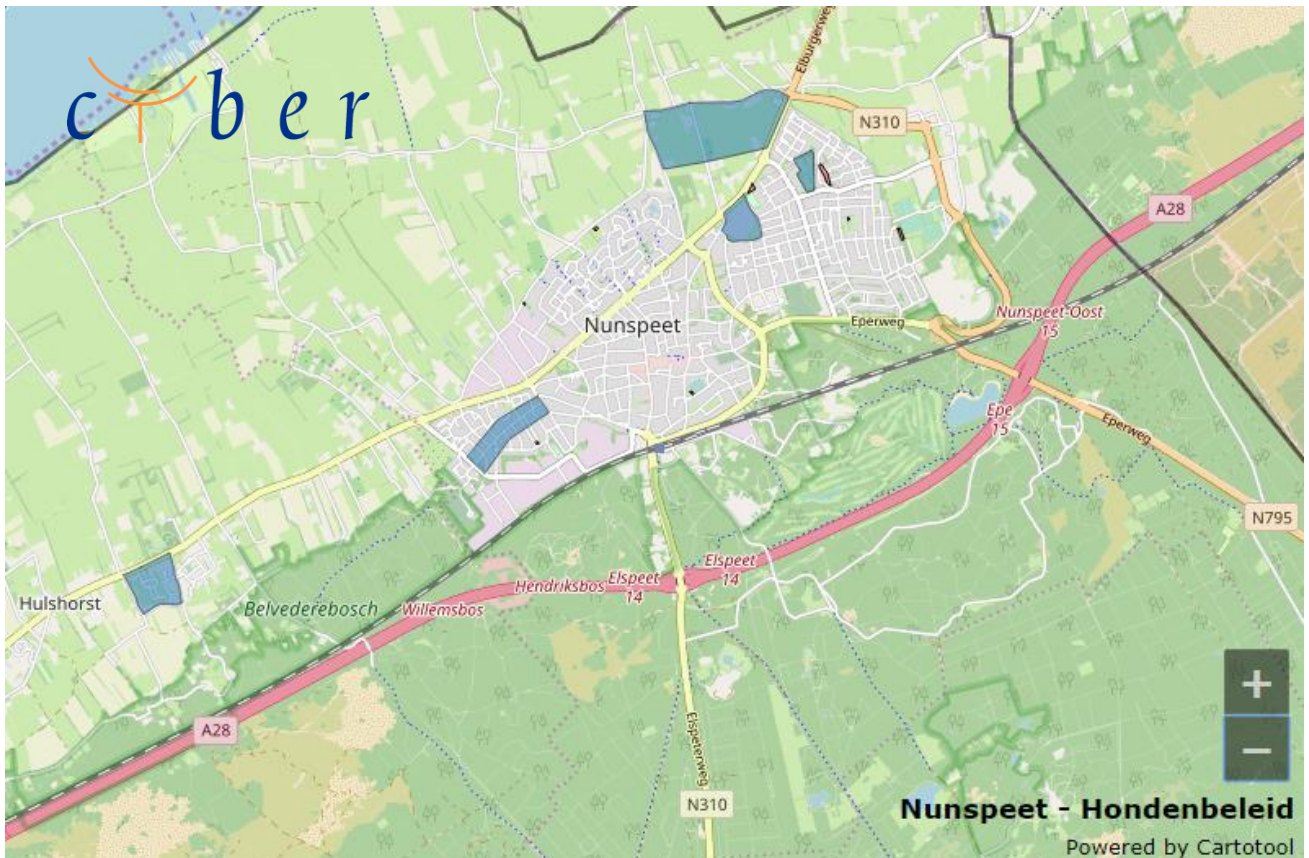 cyber
Elburgerweg
N310
A28
Nunspeet-Oost
15
Nunspeet
Eperweg
Epe
15
Eperweg
N795
Elspeet
14
Elspeet
14
Hendriksbos
Willemsbos
Belvederebosch
Hulshorst
A28
Elspeterweg
N310
+
−
Nunspeet - Hondenbeleid
Powered by Cartotool